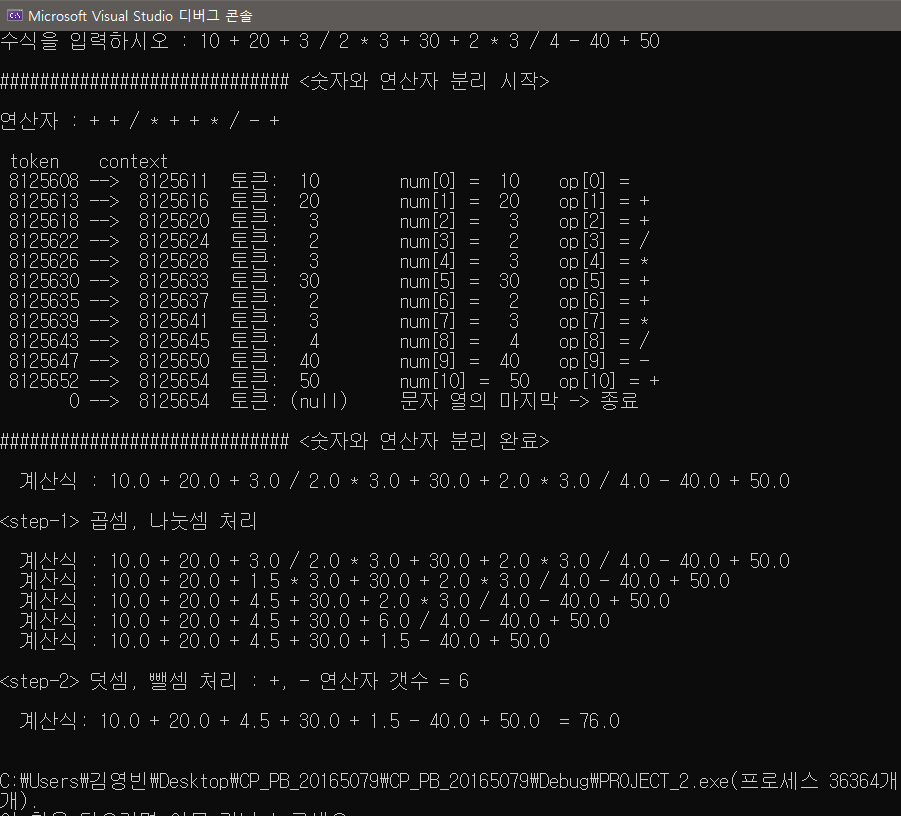 Microsoft Visual Studio 디버그 콘솔
수식을 입력하시오 : 10 + 20 + 3 / 2 * 3 + 30 + 2 * 3 / 4 - 40 + 50
############################# <숫자와 연산자 분리 시작>
연산자 : + + / * + + * / - +
token context
8125608 --> 8125611 토큰: 10 num[0] = 10 op[0] =
8125613 --> 8125616 토큰: 20 num[1] = 20 op[1] = +
8125618 --> 8125620 토큰: 3 num[2] = 3 op[2] = +
8125622 --> 8125624 토큰: 2 num[3] = 2 op[3] = /
8125626 --> 8125628 토큰: 3 num[4] = 3 op[4] = *
8125630 --> 8125633 토큰: 30 num[5] = 30 op[5] = +
8125635 --> 8125637 토큰: 2 num[6] = 2 op[6] = +
8125639 --> 8125641 토큰: 3 num[7] = 3 op[7] = *
8125643 --> 8125645 토큰: 4 num[8] = 4 op[8] = /
8125647 --> 8125650 토큰: 40 num[9] = 40 op[9] = -
8125652 --> 8125654 토큰: 50 num[10] = 50 op[10] = +
0 --> 8125654 토큰: (null) 문자 열의 마지막 -> 종료
############################# <숫자와 연산자 분리 완료>
계산식 : 10.0 + 20.0 + 3.0 / 2.0 * 3.0 + 30.0 + 2.0 * 3.0 / 4.0 - 40.0 + 50.0
<step-1> 곱셈, 나눗셈 처리
계산식 : 10.0 + 20.0 + 3.0 / 2.0 * 3.0 + 30.0 + 2.0 * 3.0 / 4.0 - 40.0 + 50.0
계산식 : 10.0 + 20.0 + 1.5 * 3.0 + 30.0 + 2.0 * 3.0 / 4.0 - 40.0 + 50.0
계산식 : 10.0 + 20.0 + 4.5 + 30.0 + 2.0 * 3.0 / 4.0 - 40.0 + 50.0
계산식 : 10.0 + 20.0 + 4.5 + 30.0 + 6.0 / 4.0 - 40.0 + 50.0
계산식 : 10.0 + 20.0 + 4.5 + 30.0 + 1.5 - 40.0 + 50.0
<step-2> 덧셈, 뺄셈 처리 : +, - 연산자 갯수 = 6
계산식: 10.0 + 20.0 + 4.5 + 30.0 + 1.5 - 40.0 + 50.0 = 76.0
C:\Users\김영빈\Desktop\CP_PB_20165079\CP_PB_20165079\Debug\PROJECT_2.exe(프로세스 36364개
개).